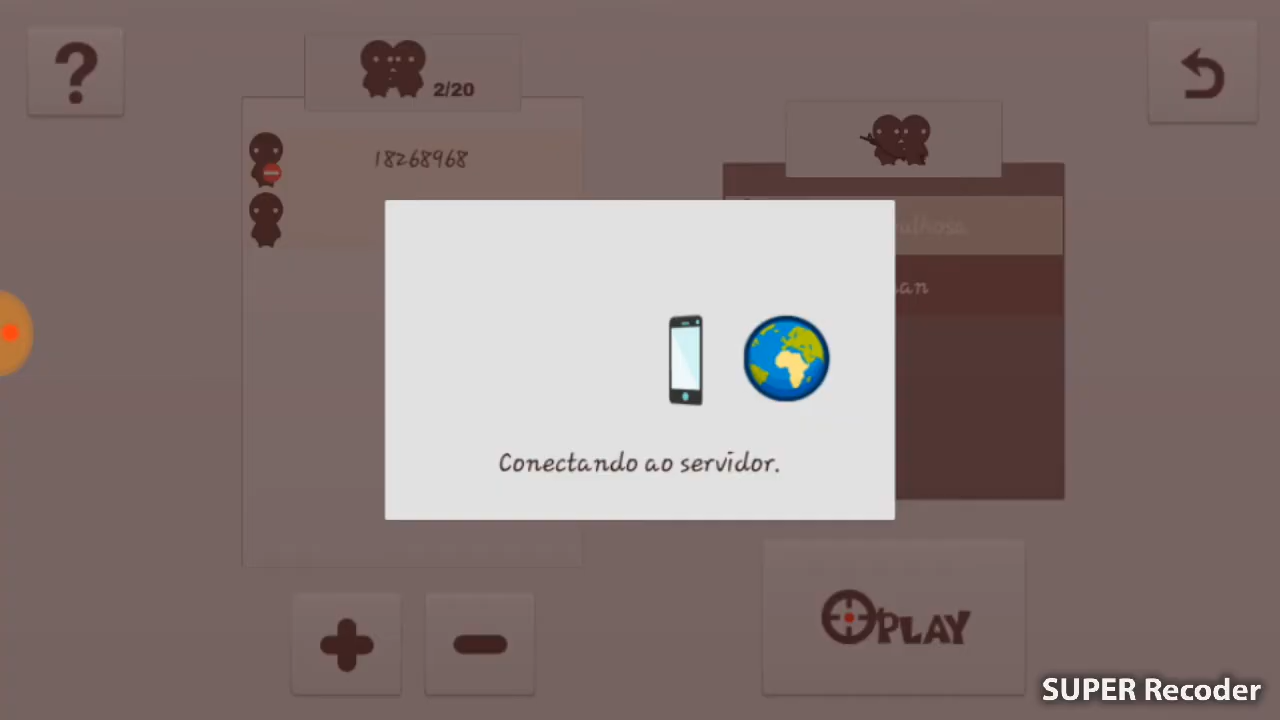 ?
2/20
18268968
Conectando ao servidor.
PLAY
SUPER Recoder